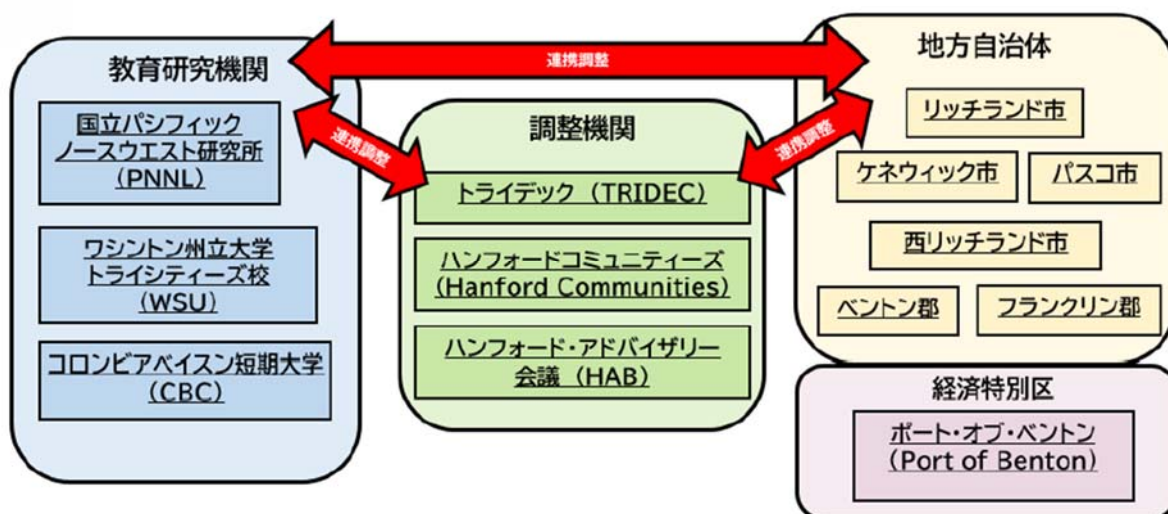 連携調整
教育研究機関
国立パシフィック
ノースウエスト研究所
(PNNL)
ワシントン州立大学
トライシティーズ校
(WSU)
コロンビアベイスン短期大学
(CBC)
連携調整
調整機関
トライデック（TRIDEC）
ハンフォードコミュニティーズ
(Hanford Communities)
ハンフォード・アドバイザリー
会議（HAB）
連携調整
地方自治体
リッチランド市
ケネウィック市
パスコ市
西リッチランド市
ベントン郡
フランクリン郡
経済特別区
ポート・オブ・ベントン
（Port of Benton）